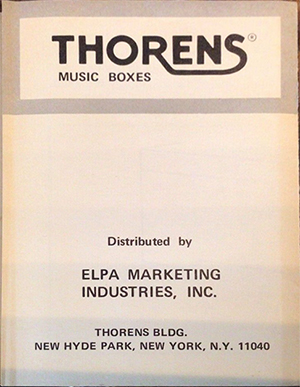 THORENS®
MUSIC BOXES
Distributed by
ELPA MARKETING
INDUSTRIES, INC.
THORENS BLDG.
NEW HYDE PARK, NEW YORK, N.Y. 11040